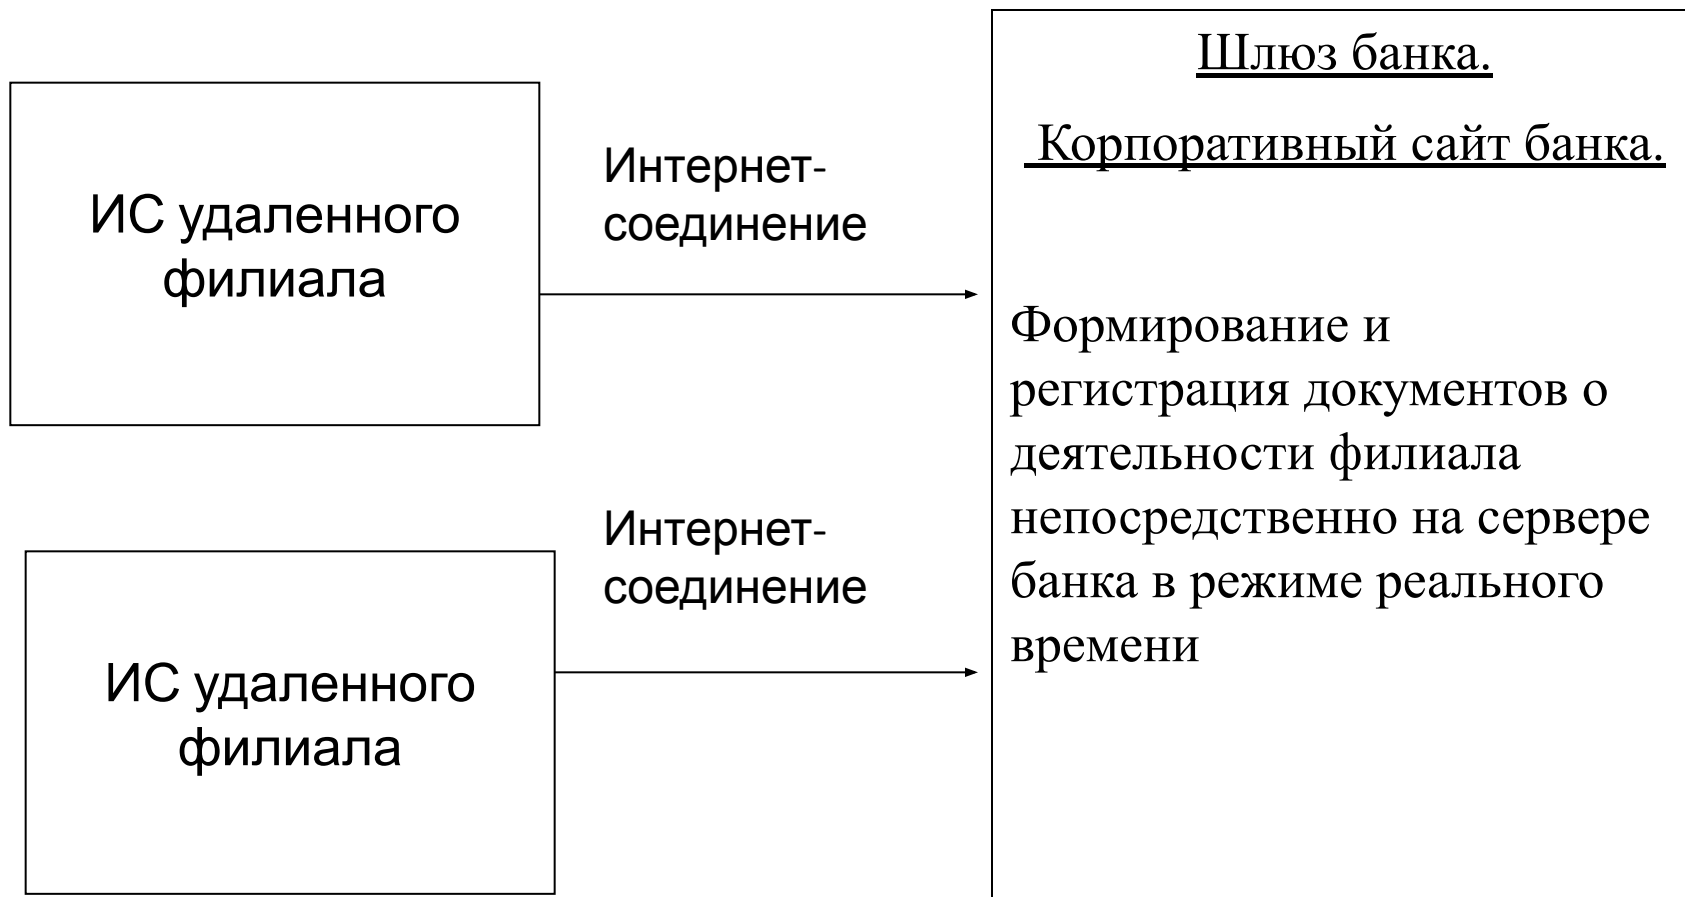 ИС удаленного
филиала
Интернет-
соединение
ИС удаленного
филиала
Интернет-
соединение
Шлюз банка.
Корпоративный сайт банка.
Формирование и
регистрация документов о
деятельности филиала
непосредственно на сервере
банка в режиме реального
времени